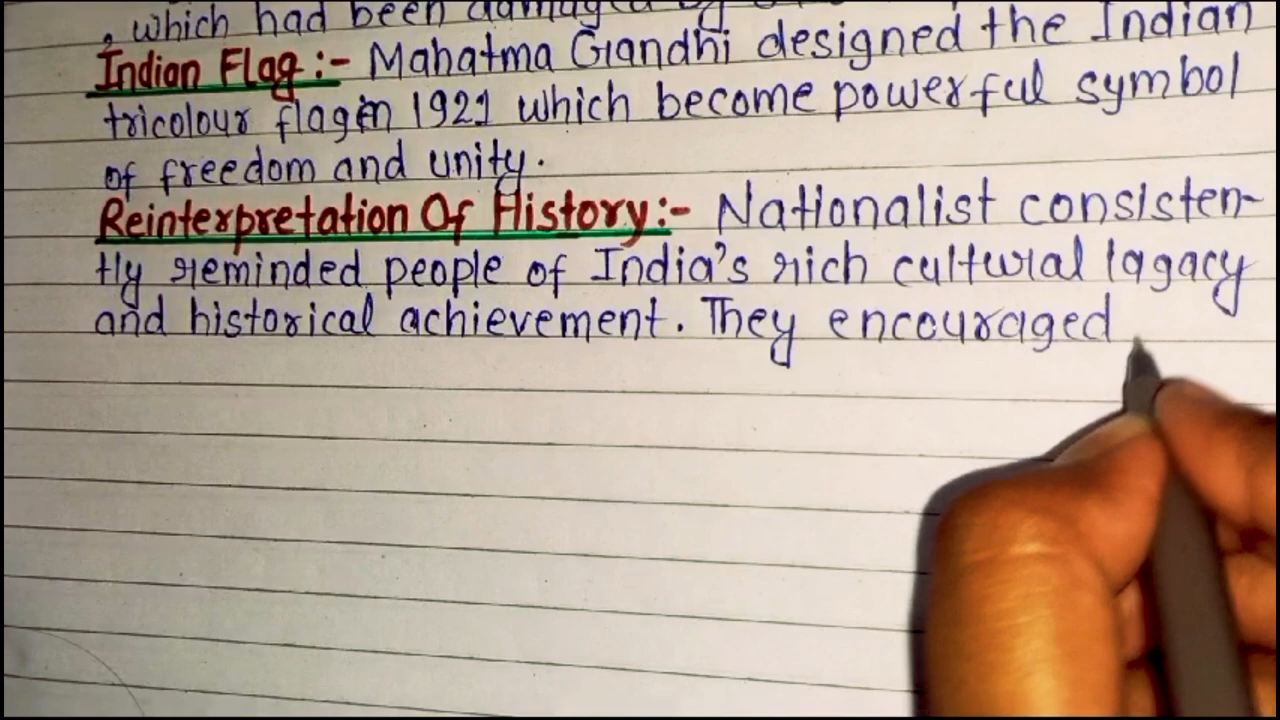 , which had been damaged by
Indian Flag :- Mahatma Gandhi designed the Indian
tricolour flag in 1921 which become powerful symbol
of freedom and unity.
Reinterpretation Of History :- Nationalist consisten-
tly reminded people of India's rich cultural lagacy
and historical achievement. They encouraged